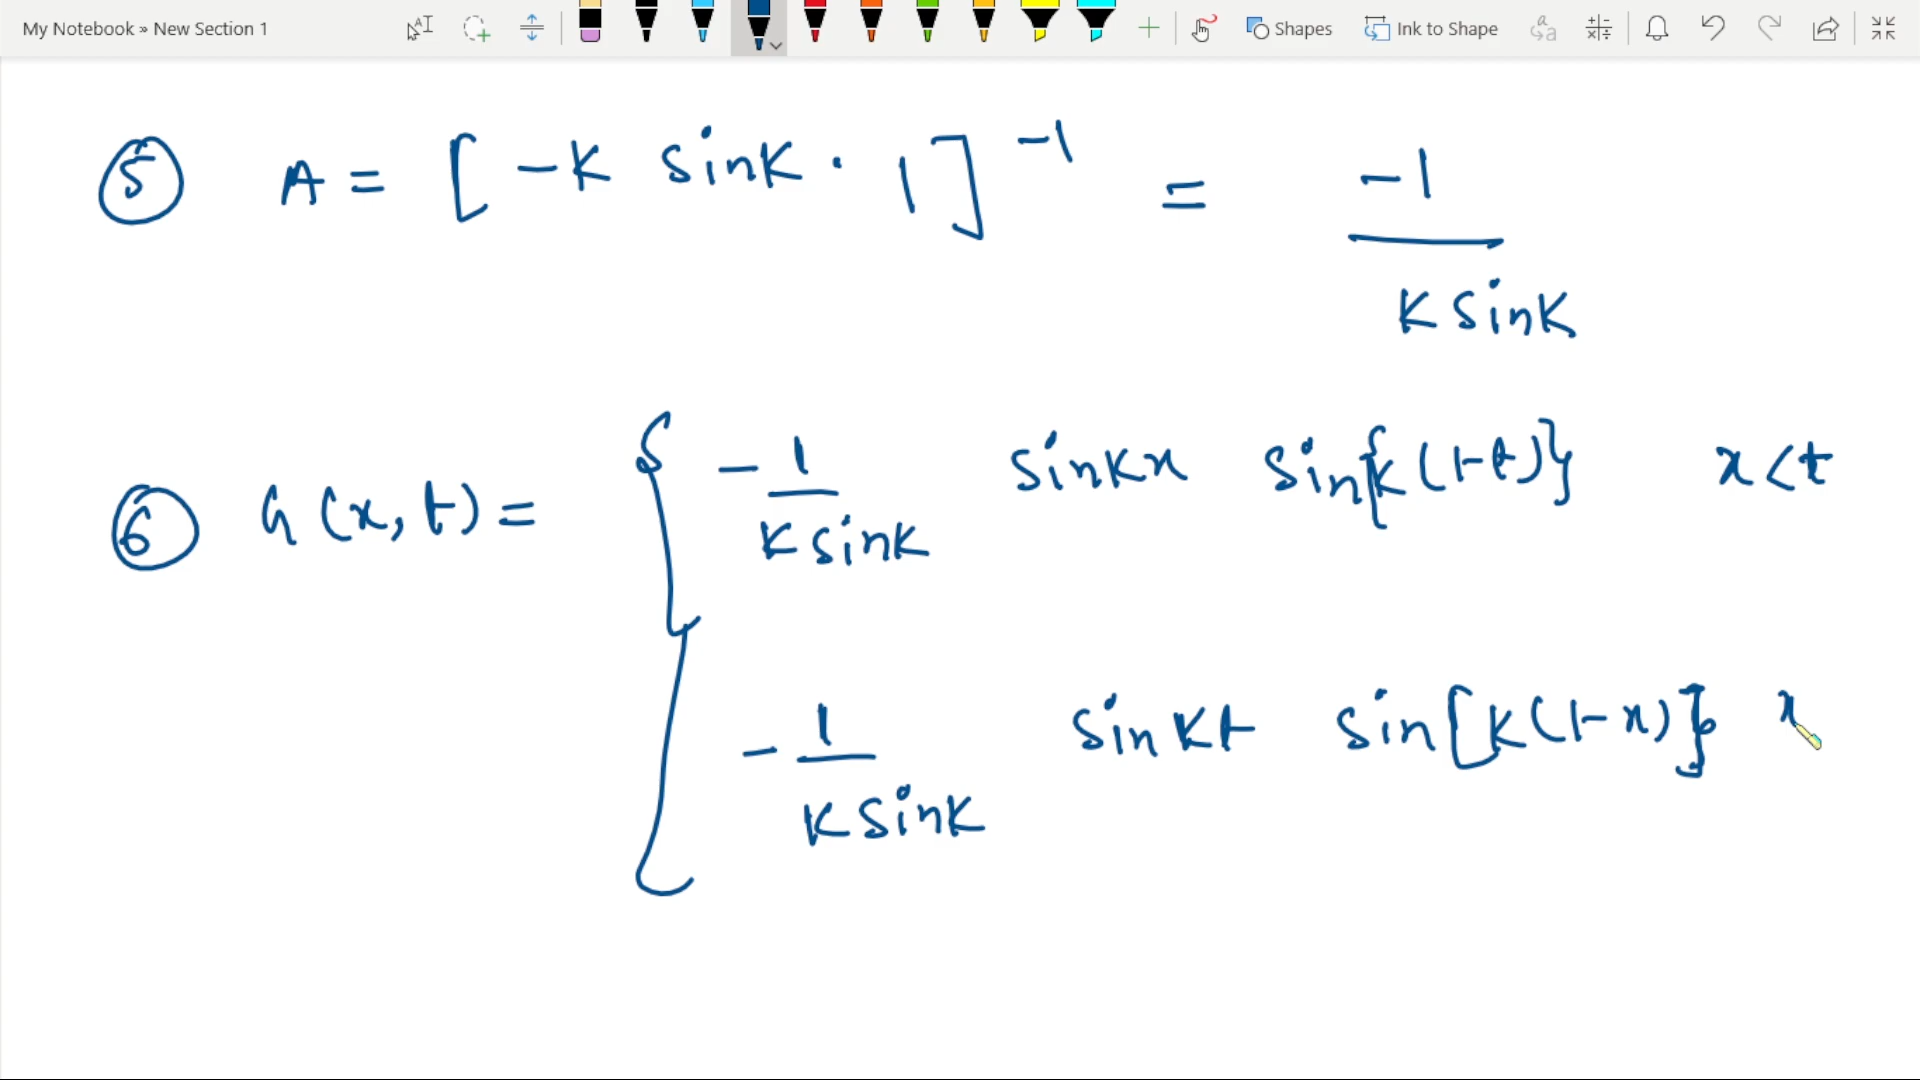 My Notebook » New Section 1 Shapes Ink to Shape
⑤ A = [ -K sinK · 1 ]⁻¹ = -1 / K sinK
⑥ G(x,t) = { -1/(K sinK) sinKx sin{K(1-t)} x<t
-1/(K sinK) sinKt sin[K(1-x)} x